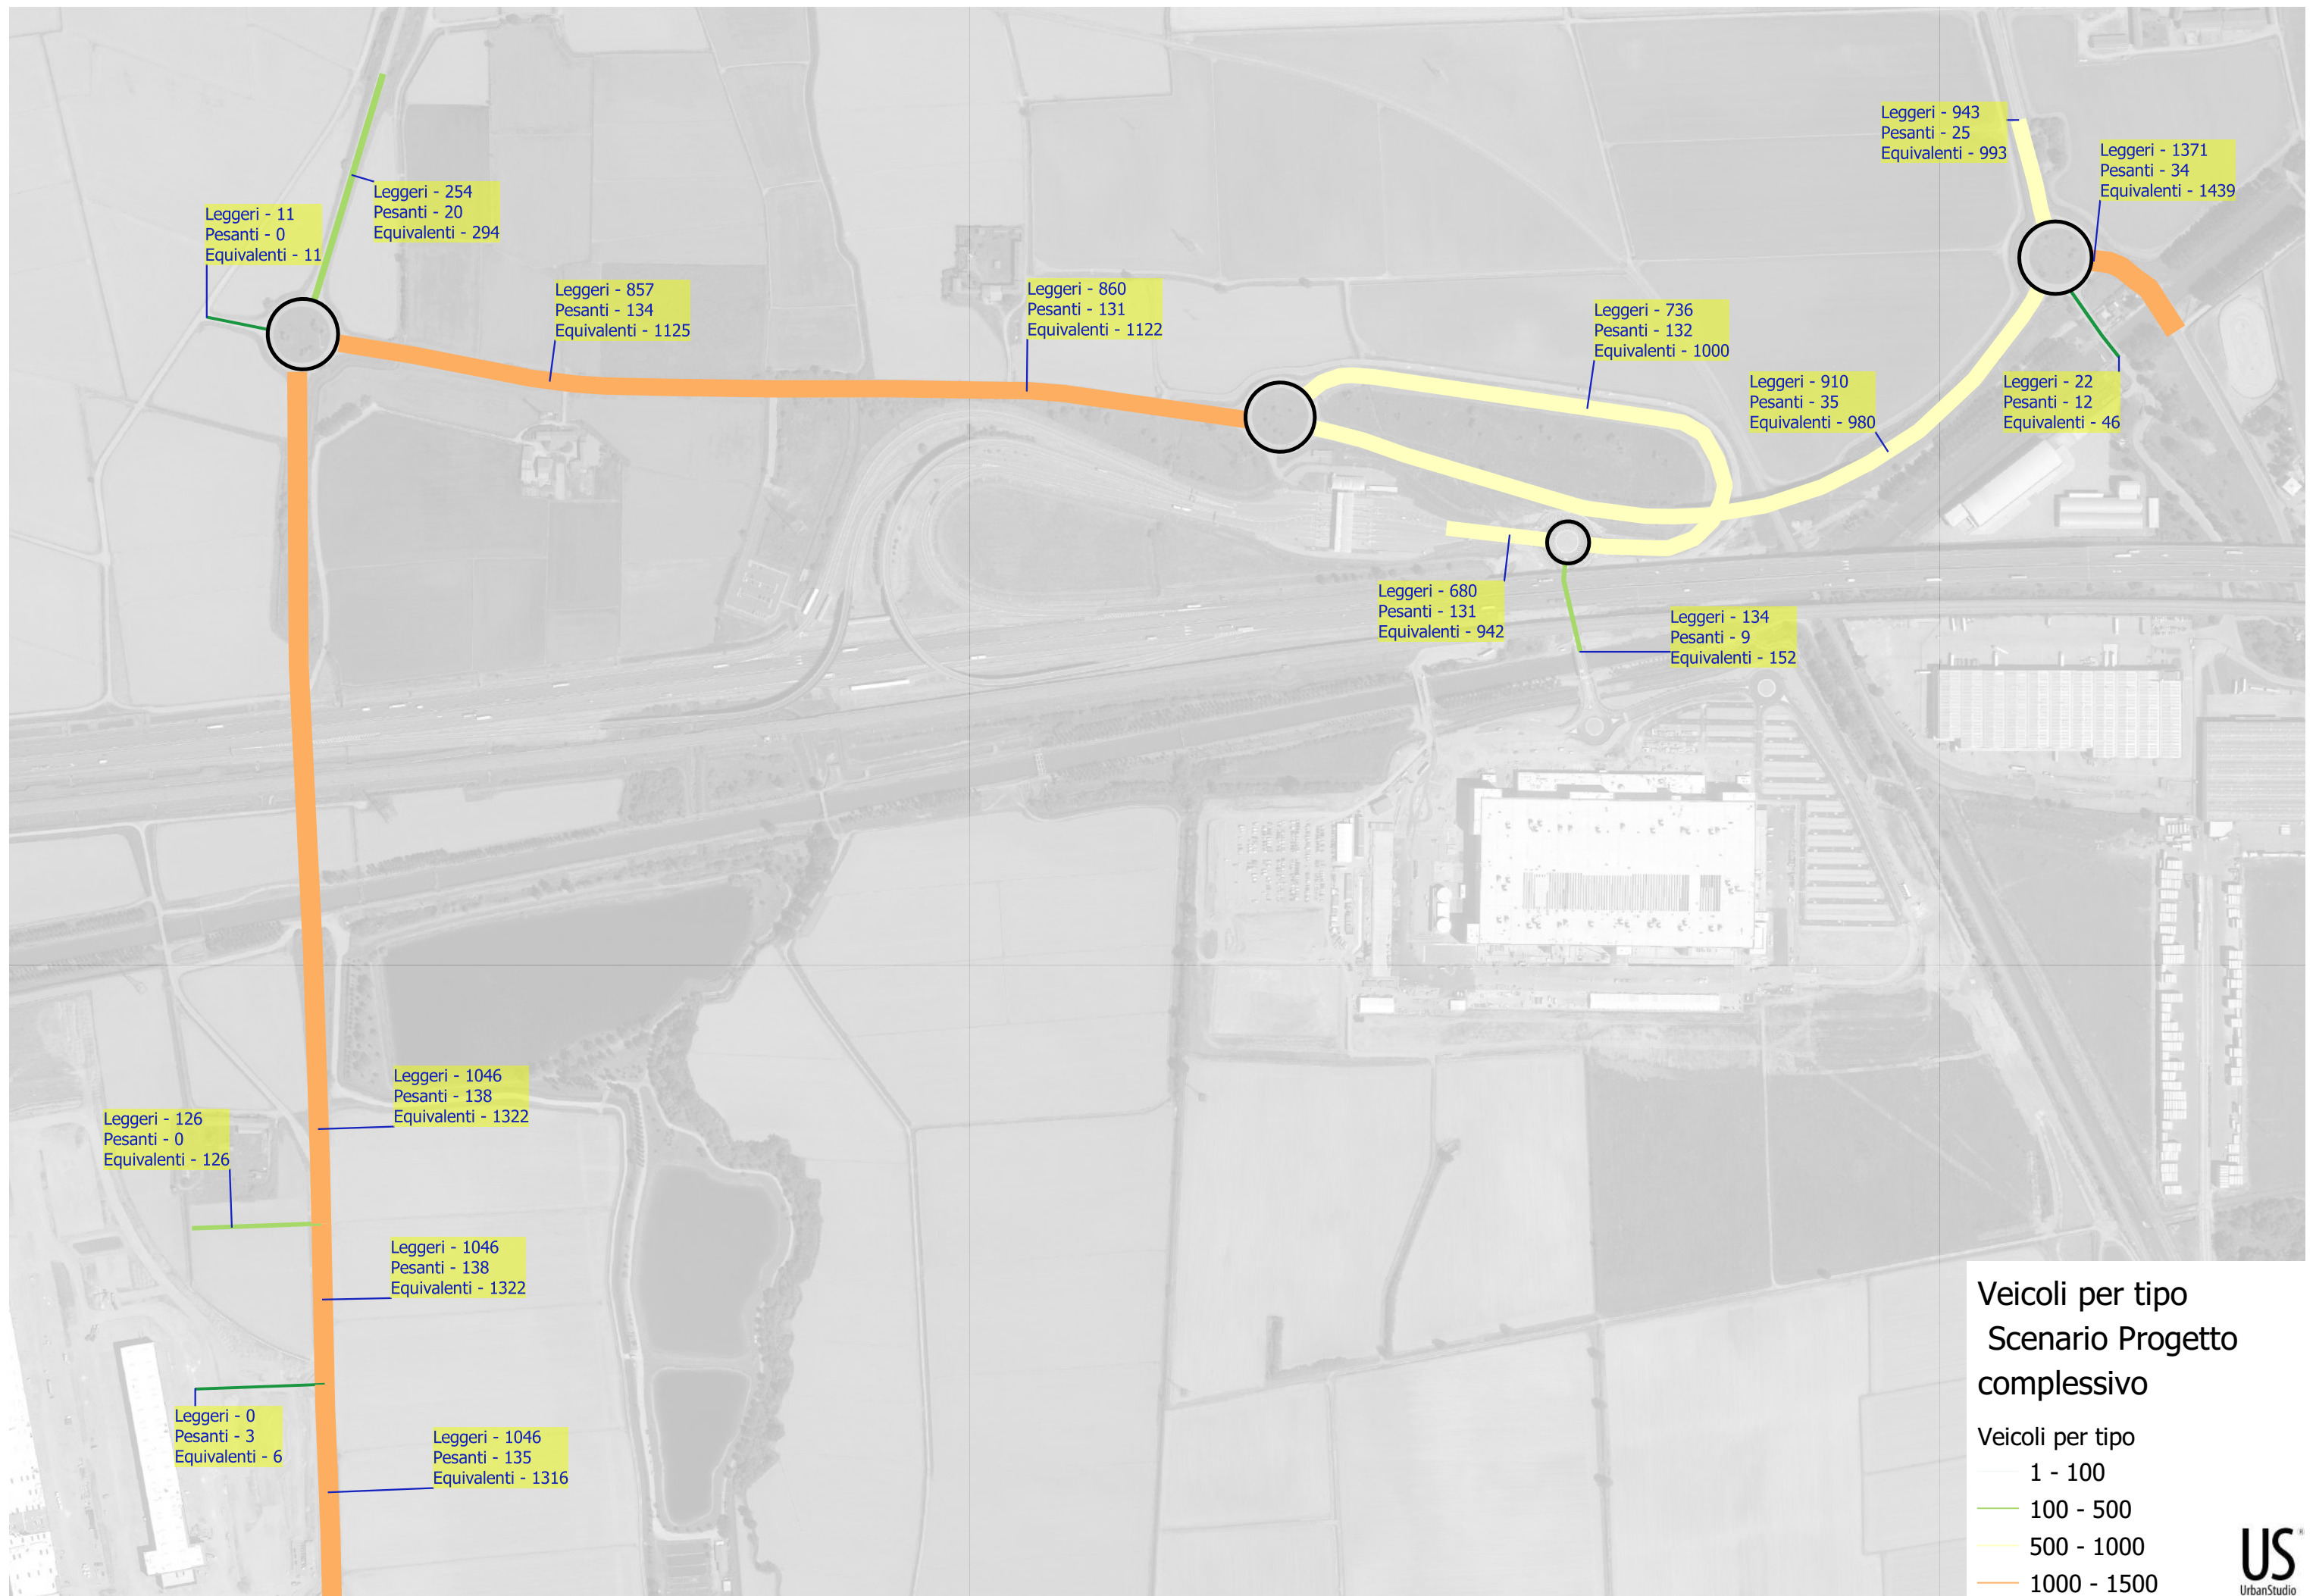 Leggeri - 943
Pesanti - 25
Equivalenti - 993
Leggeri - 1371
Pesanti - 34
Equivalenti - 1439
Leggeri - 254
Pesanti - 20
Equivalenti - 294
Leggeri - 11
Pesanti - 0
Equivalenti - 11
Leggeri - 857
Pesanti - 134
Equivalenti - 1125
Leggeri - 860
Pesanti - 131
Equivalenti - 1122
Leggeri - 736
Pesanti - 132
Equivalenti - 1000
Leggeri - 910
Pesanti - 35
Equivalenti - 980
Leggeri - 22
Pesanti - 12
Equivalenti - 46
Leggeri - 680
Pesanti - 131
Equivalenti - 942
Leggeri - 134
Pesanti - 9
Equivalenti - 152
Leggeri - 1046
Pesanti - 138
Equivalenti - 1322
Leggeri - 126
Pesanti - 0
Equivalenti - 126
Leggeri - 1046
Pesanti - 138
Equivalenti - 1322
Leggeri - 0
Pesanti - 3
Equivalenti - 6
Leggeri - 1046
Pesanti - 135
Equivalenti - 1316
Veicoli per tipo
Scenario Progetto
complessivo
Veicoli per tipo
1 - 100
100 - 500
500 - 1000
1000 - 1500
US®
UrbanStudio